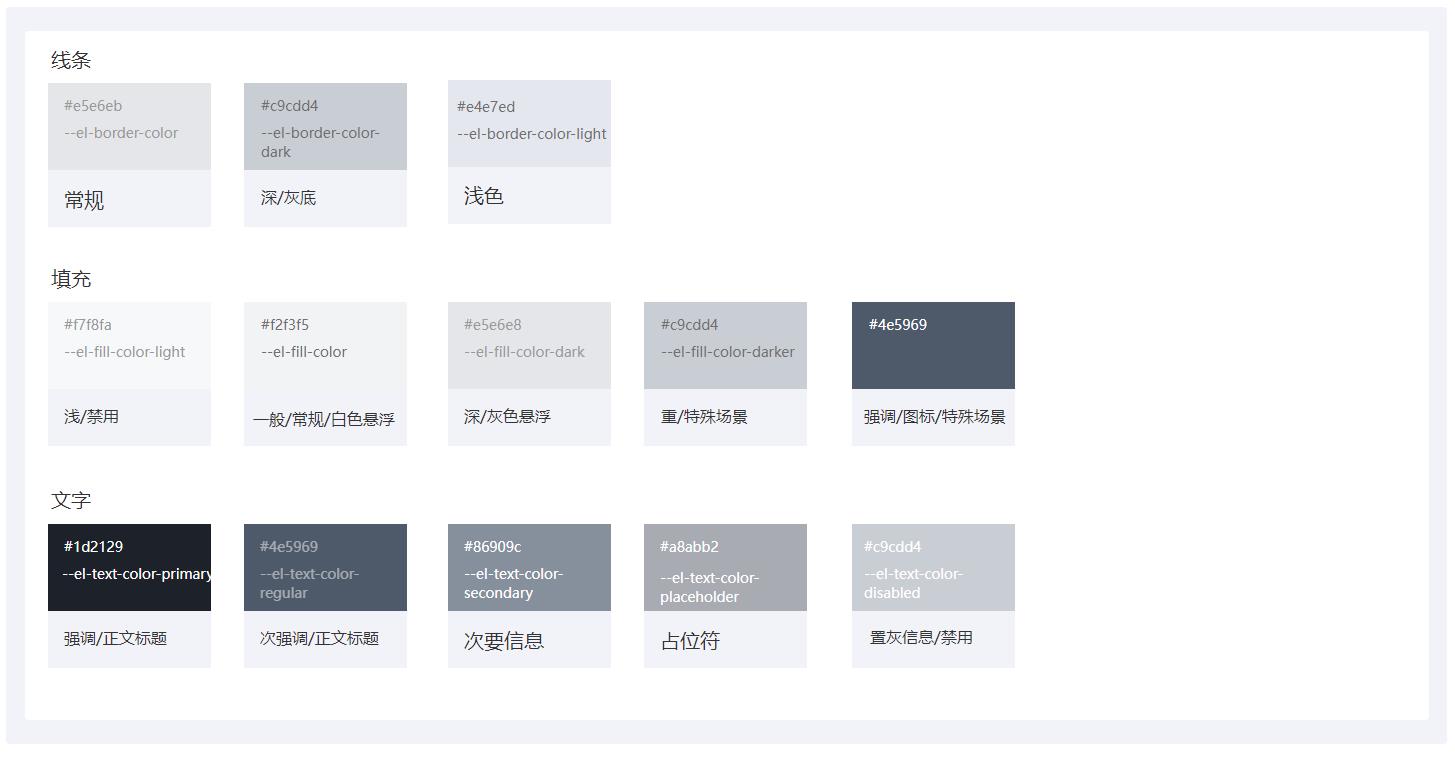 线条
#e5e6eb
--el-border-color
常规
#c9cdd4
--el-border-color-
dark
深/灰底
#e4e7ed
--el-border-color-light
浅色
填充
#f7f8fa
--el-fill-color-light
浅/禁用
#f2f3f5
--el-fill-color
一般/常规/白色悬浮
#e5e6e8
--el-fill-color-dark
深/灰色悬浮
#c9cdd4
--el-fill-color-darker
重/特殊场景
#4e5969
强调/图标/特殊场景
文字
#1d2129
--el-text-color-primary
强调/正文标题
#4e5969
--el-text-color-
regular
次强调/正文标题
#86909c
--el-text-color-
secondary
次要信息
#a8abb2
--el-text-color-
placeholder
占位符
#c9cdd4
--el-text-color-
disabled
置灰信息/禁用